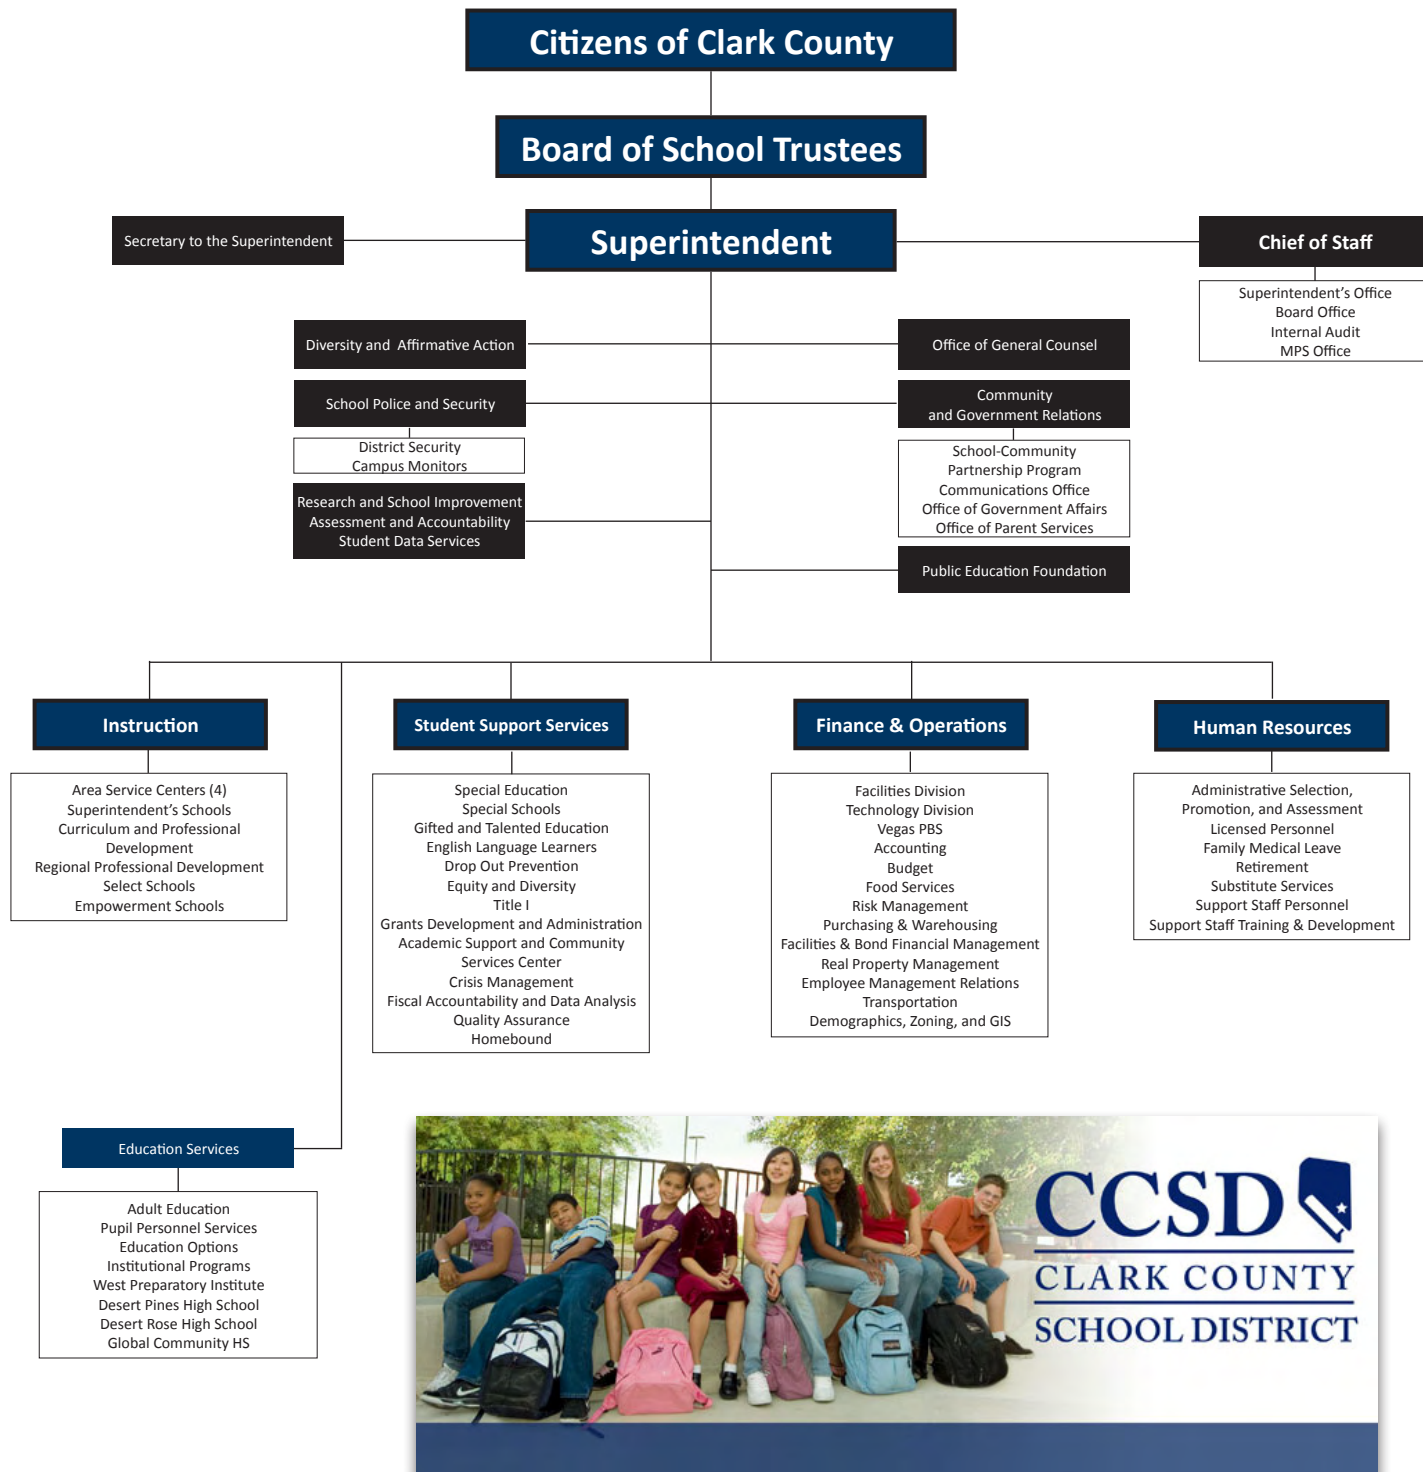 Citizens of Clark County
Board of School Trustees
Secretary to the Superintendent
Superintendent
Chief of Staff
Superintendent’s Office
Board Office
Internal Audit
MPS Office
Diversity and Affirmative Action
Office of General Counsel
School Police and Security
District Security
Campus Monitors
Community
and Government Relations
School-Community
Partnership Program
Communications Office
Office of Government Affairs
Office of Parent Services
Research and School Improvement
Assessment and Accountability
Student Data Services
Public Education Foundation
Instruction
Area Service Centers (4)
Superintendent’s Schools
Curriculum and Professional
Development
Regional Professional Development
Select Schools
Empowerment Schools
Student Support Services
Special Education
Special Schools
Gifted and Talented Education
English Language Learners
Drop Out Prevention
Equity and Diversity
Title I
Grants Development and Administration
Academic Support and Community
Services Center
Crisis Management
Fiscal Accountability and Data Analysis
Quality Assurance
Homebound
Finance & Operations
Facilities Division
Technology Division
Vegas PBS
Accounting
Budget
Food Services
Risk Management
Purchasing & Warehousing
Facilities & Bond Financial Management
Real Property Management
Employee Management Relations
Transportation
Demographics, Zoning, and GIS
Human Resources
Administrative Selection,
Promotion, and Assessment
Licensed Personnel
Family Medical Leave
Retirement
Substitute Services
Support Staff Personnel
Support Staff Training & Development
Education Services
Adult Education
Pupil Personnel Services
Education Options
Institutional Programs
West Preparatory Institute
Desert Pines High School
Desert Rose High School
Global Community HS
CCSD
CLARK COUNTY
SCHOOL DISTRICT